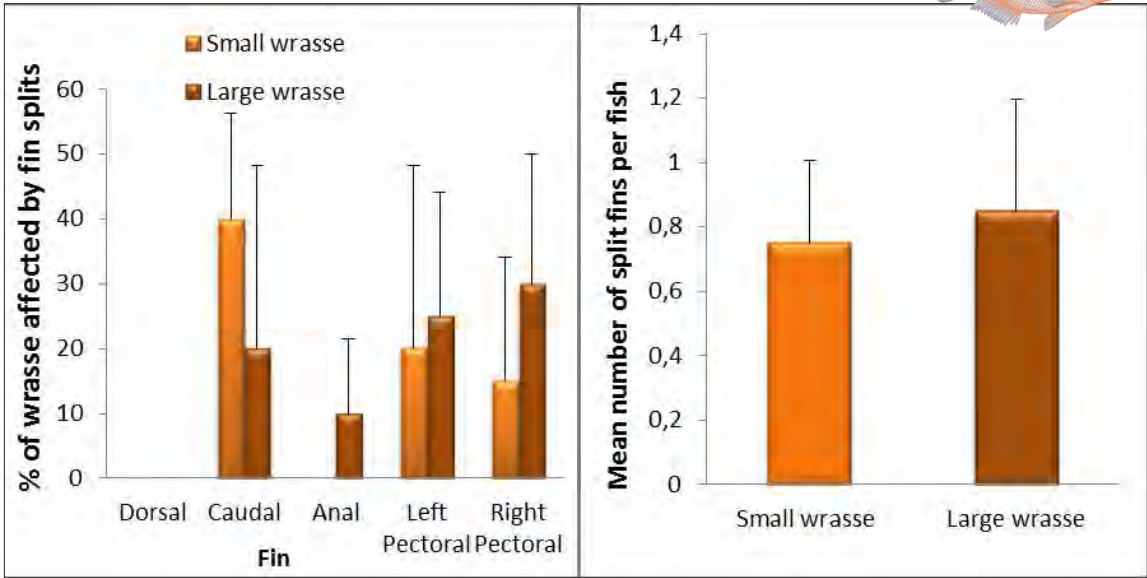 % of wrasse affected by fin splits
Small wrasse
Large wrasse
60
50
40
30
20
10
0
Dorsal Caudal Anal Left Pectoral Right Pectoral
Fin
Mean number of split fins per fish
1,4
1,2
1
0,8
0,6
0,4
0,2
0
Small wrasse Large wrasse